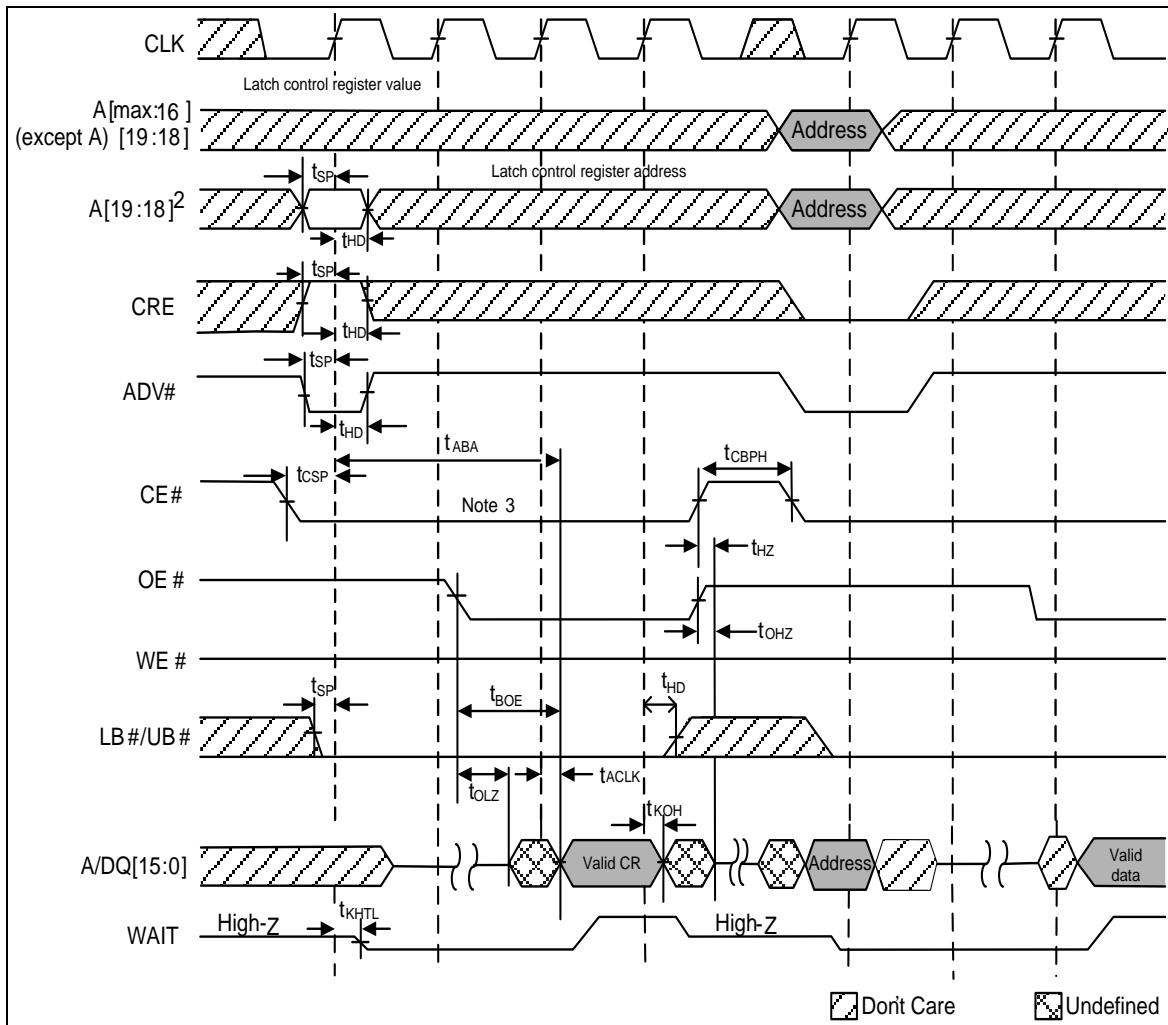 CLK
Latch control register value
A[max:16]
(except A) [19:18]
Address
tSP
Latch control register address
A[19:18]2
Address
tHD
tSP
CRE
tHD
tSP
ADV#
tHD
tABA
tCBPH
tCSP
CE#
Note 3
tHZ
OE #
tOHZ
WE #
tSP
tBOE
tHD
LB#/UB#
tOLZ
tACLK
tKOH
A/DQ[15:0]
Valid CR
Address
Valid
data
tKHTL
High-Z
High-Z
WAIT
Don't Care
Undefined